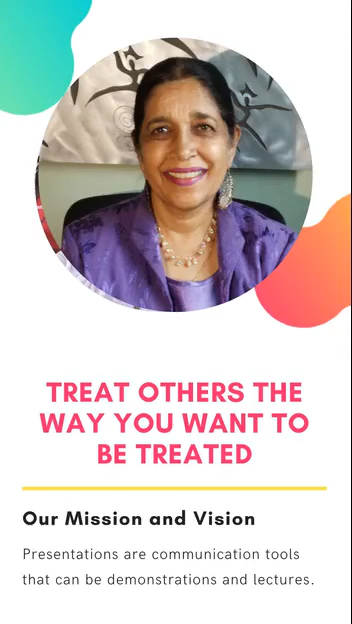 TREAT OTHERS THE
WAY YOU WANT TO
BE TREATED
Our Mission and Vision
Presentations are communication tools
that can be demonstrations and lectures.